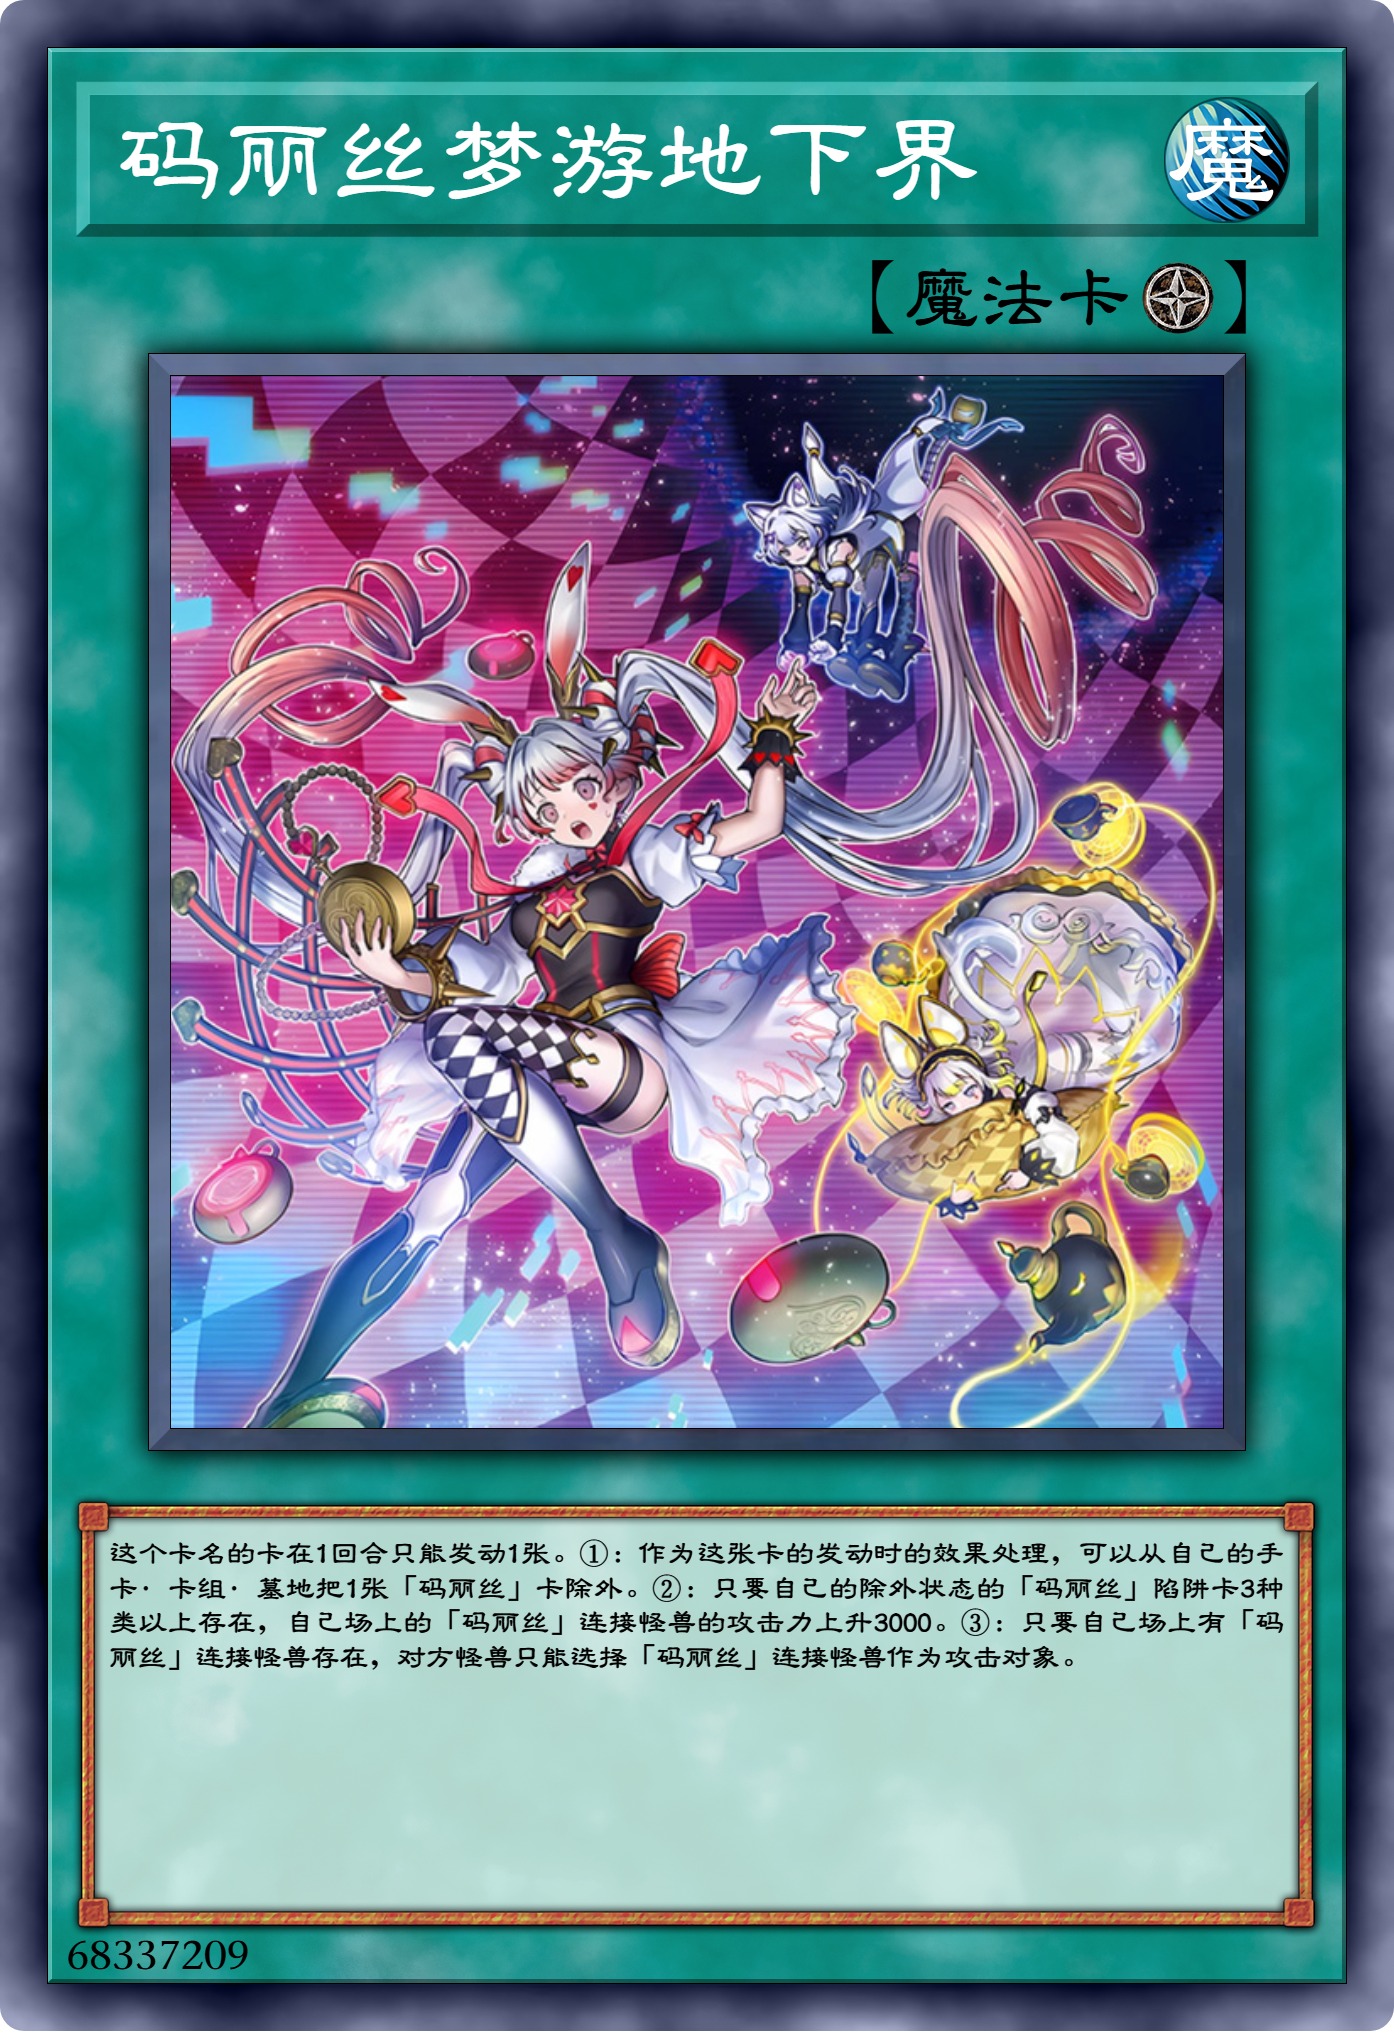 码丽丝梦游地下界
魔
【魔法卡】
这个卡名的卡在1回合只能发动1张。①：作为这张卡的发动时的效果处理，可以从自己的手
卡·卡组·墓地把1张「码丽丝」卡除外。②：只要自己的除外状态的「码丽丝」陷阱卡3种
类以上存在，自己场上的「码丽丝」连接怪兽的攻击力上升3000。③：只要自己场上有「码
丽丝」连接怪兽存在，对方怪兽只能选择「码丽丝」连接怪兽作为攻击对象。
68337209